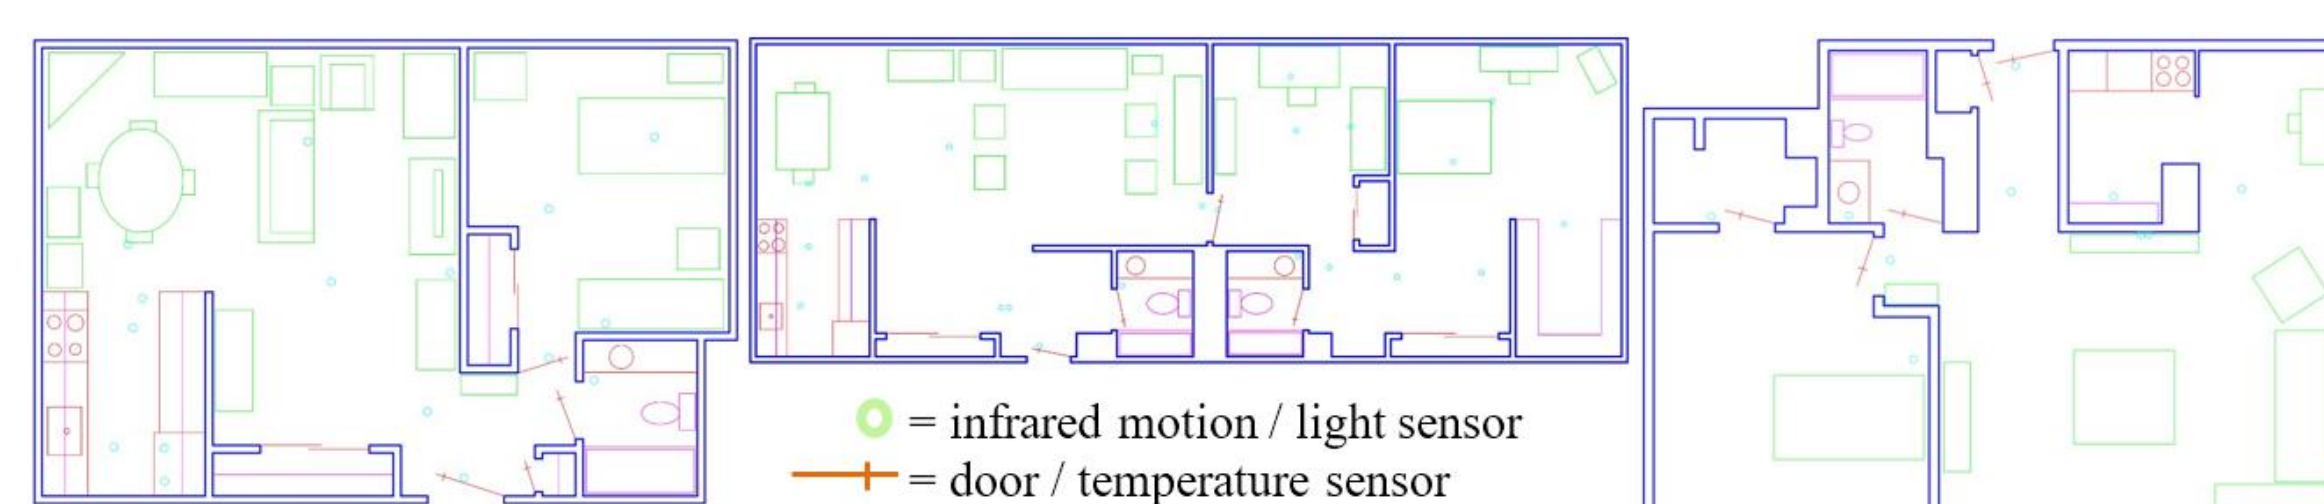 = infrared motion / light sensor
= door / temperature sensor